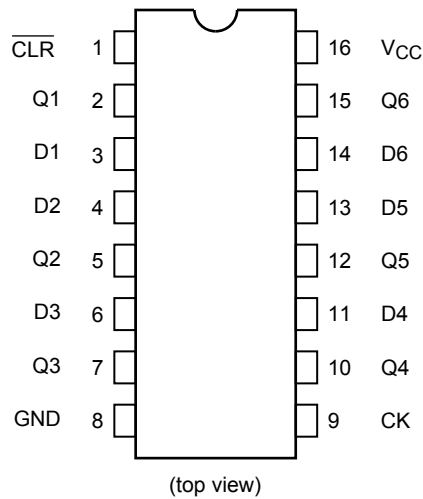 C̅L̅R̅ 1 16 VCC
Q1 2 15 Q6
D1 3 14 D6
D2 4 13 D5
Q2 5 12 Q5
D3 6 11 D4
Q3 7 10 Q4
GND 8 9 CK
(top view)